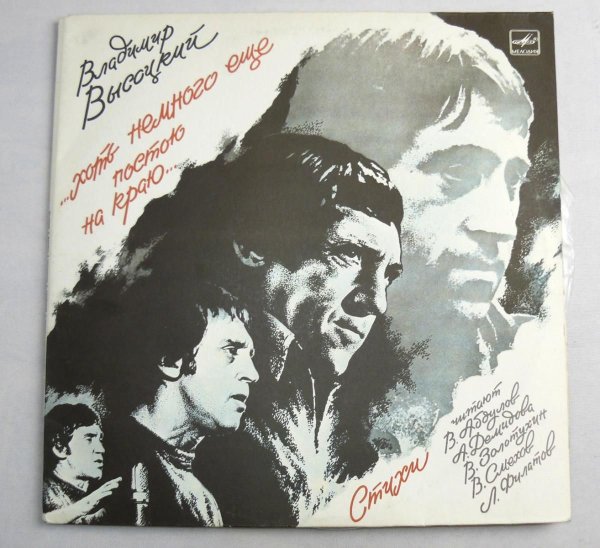 Владимир
Высоцкий
...хоть немного еще
постою
на краю...
МЕЛОДИЯ
Стихи
читают
В. Абдулов
А. Демидова
В. Золотухин
В. Смехов
Л. Филатов